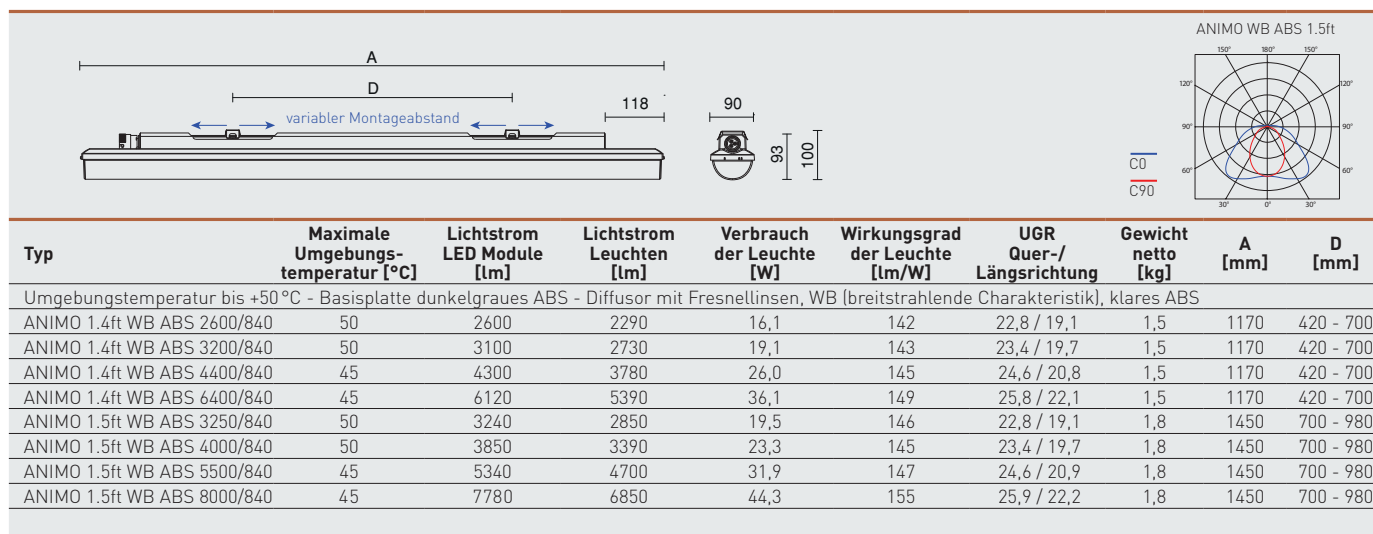 ANIMO WB ABS 1.5ft
150° 180° 150°
A
120° 120°
D
118 90
variabler Montageabstand
90° 90°
93 100
C0
60° 60°
C90
30° 0° 30°
Typ Maximale Umgebungs- temperatur [°C] Lichtstrom LED Module [lm] Lichtstrom Leuchten [lm] Verbrauch der Leuchte [W] Wirkungsgrad der Leuchte [lm/W] UGR Quer-/ Längsrichtung Gewicht netto [kg] A [mm] D [mm]
Umgebungstemperatur bis +50 °C - Basisplatte dunkelgraues ABS - Diffusor mit Fresnellinsen, WB (breitstrahlende Charakteristik), klares ABS
ANIMO 1.4ft WB ABS 2600/840 50 2600 2290 16,1 142 22,8 / 19,1 1,5 1170 420 - 700
ANIMO 1.4ft WB ABS 3200/840 50 3100 2730 19,1 143 23,4 / 19,7 1,5 1170 420 - 700
ANIMO 1.4ft WB ABS 4400/840 45 4300 3780 26,0 145 24,6 / 20,8 1,5 1170 420 - 700
ANIMO 1.4ft WB ABS 6400/840 45 6120 5390 36,1 149 25,8 / 22,1 1,5 1170 420 - 700
ANIMO 1.5ft WB ABS 3250/840 50 3240 2850 19,5 146 22,8 / 19,1 1,8 1450 700 - 980
ANIMO 1.5ft WB ABS 4000/840 50 3850 3390 23,3 145 23,4 / 19,7 1,8 1450 700 - 980
ANIMO 1.5ft WB ABS 5500/840 45 5340 4700 31,9 147 24,6 / 20,9 1,8 1450 700 - 980
ANIMO 1.5ft WB ABS 8000/840 45 7780 6850 44,3 155 25,9 / 22,2 1,8 1450 700 - 980